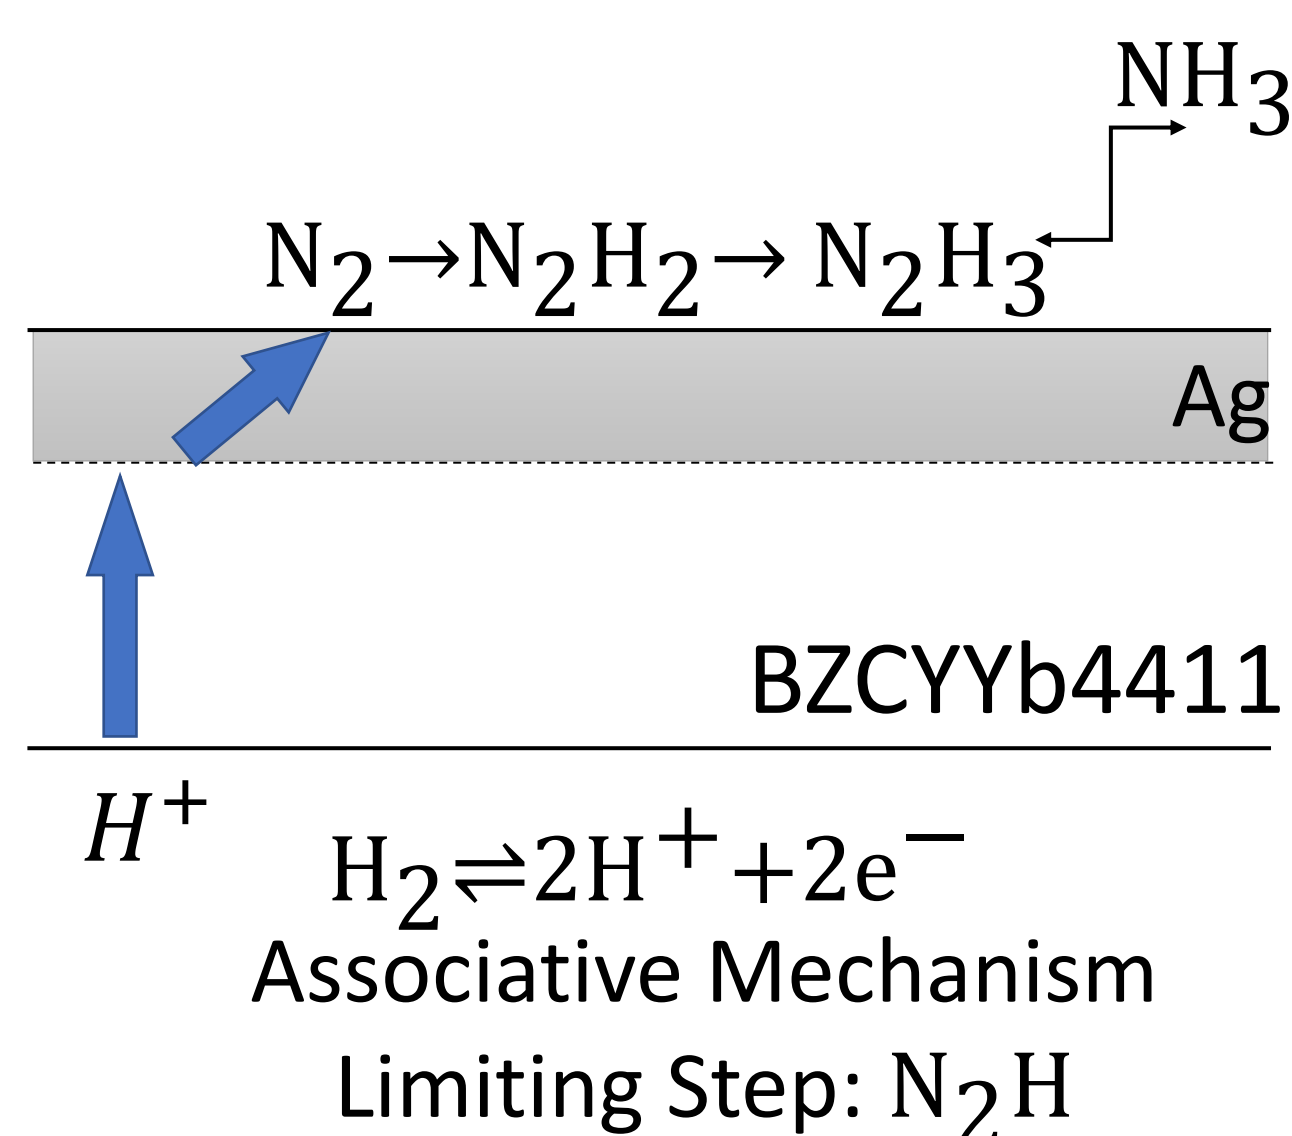 NH₃
N₂→N₂H₂→ N₂H₃
Ag
BZCYYb4411
H⁺
H₂⇌2H⁺+2e⁻
Associative Mechanism
Limiting Step: N₂H